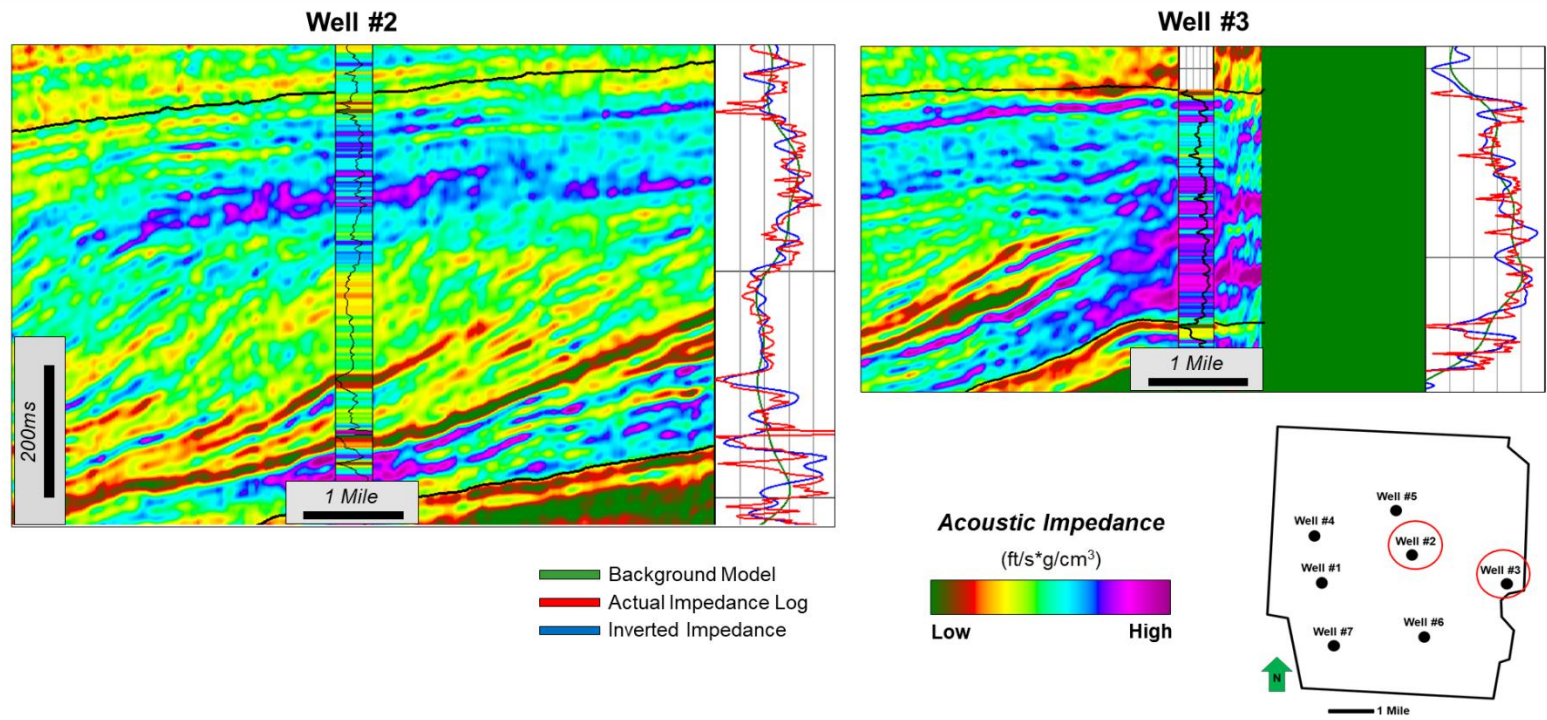 Well #2
Well #3
200ms
1 Mile
1 Mile
Background Model
Actual Impedance Log
Inverted Impedance
Acoustic Impedance
(ft/s*g/cm³)
Low
High
Well #5
Well #4
Well #2
Well #3
Well #1
Well #6
Well #7
N
1 Mile